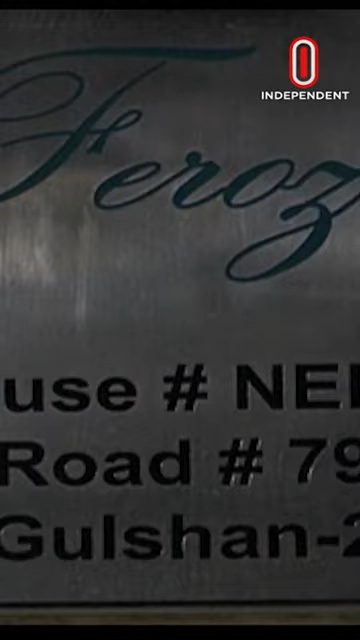 INDEPENDENT
Feroz
use # NE
Road # 79
Gulshan-2